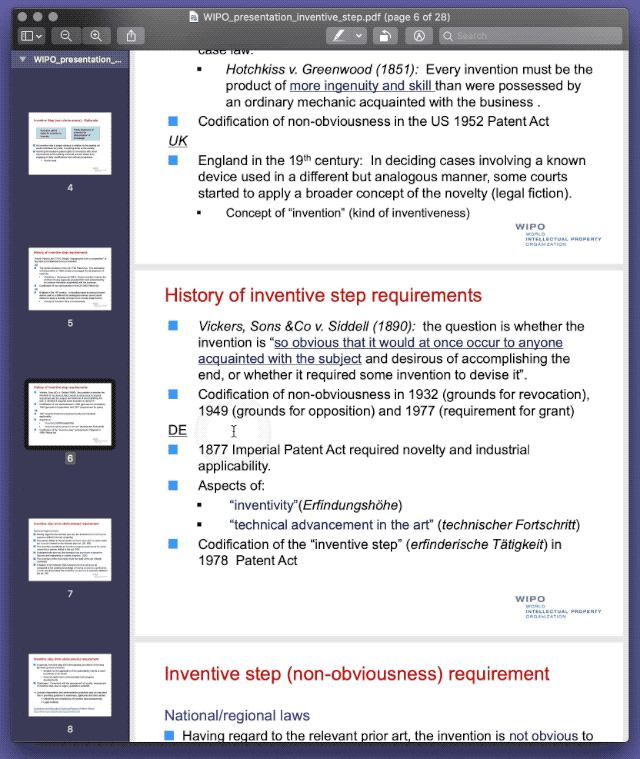 WIPO_presentation_inventive_step.pdf (page 6 of 28)
Search
WIPO_presentation_...
4
5
6
7
8
case law:
Hotchkiss v. Greenwood (1851): Every invention must be the
product of more ingenuity and skill than were possessed by
an ordinary mechanic acquainted with the business .
Codification of non-obviousness in the US 1952 Patent Act
UK
England in the 19th century: In deciding cases involving a known
device used in a different but analogous manner, some courts
started to apply a broader concept of the novelty (legal fiction).
Concept of “invention” (kind of inventiveness)
WIPO
WORLD
INTELLECTUAL PROPERTY
ORGANIZATION
History of inventive step requirements
Vickers, Sons &Co v. Siddell (1890): the question is whether the
invention is “so obvious that it would at once occur to anyone
acquainted with the subject and desirous of accomplishing the
end, or whether it required some invention to devise it”.
Codification of non-obviousness in 1932 (grounds for revocation),
1949 (grounds for opposition) and 1977 (requirement for grant)
DE
1877 Imperial Patent Act required novelty and industrial
applicability.
Aspects of:
“inventivity”(Erfindungshöhe)
“technical advancement in the art” (technischer Fortschritt)
Codification of the “inventive step” (erfinderische Tätigkeit) in
1978 Patent Act
WIPO
WORLD
INTELLECTUAL PROPERTY
ORGANIZATION
Inventive step (non-obviousness) requirement
National/regional laws
Having regard to the relevant prior art, the invention is not obvious to